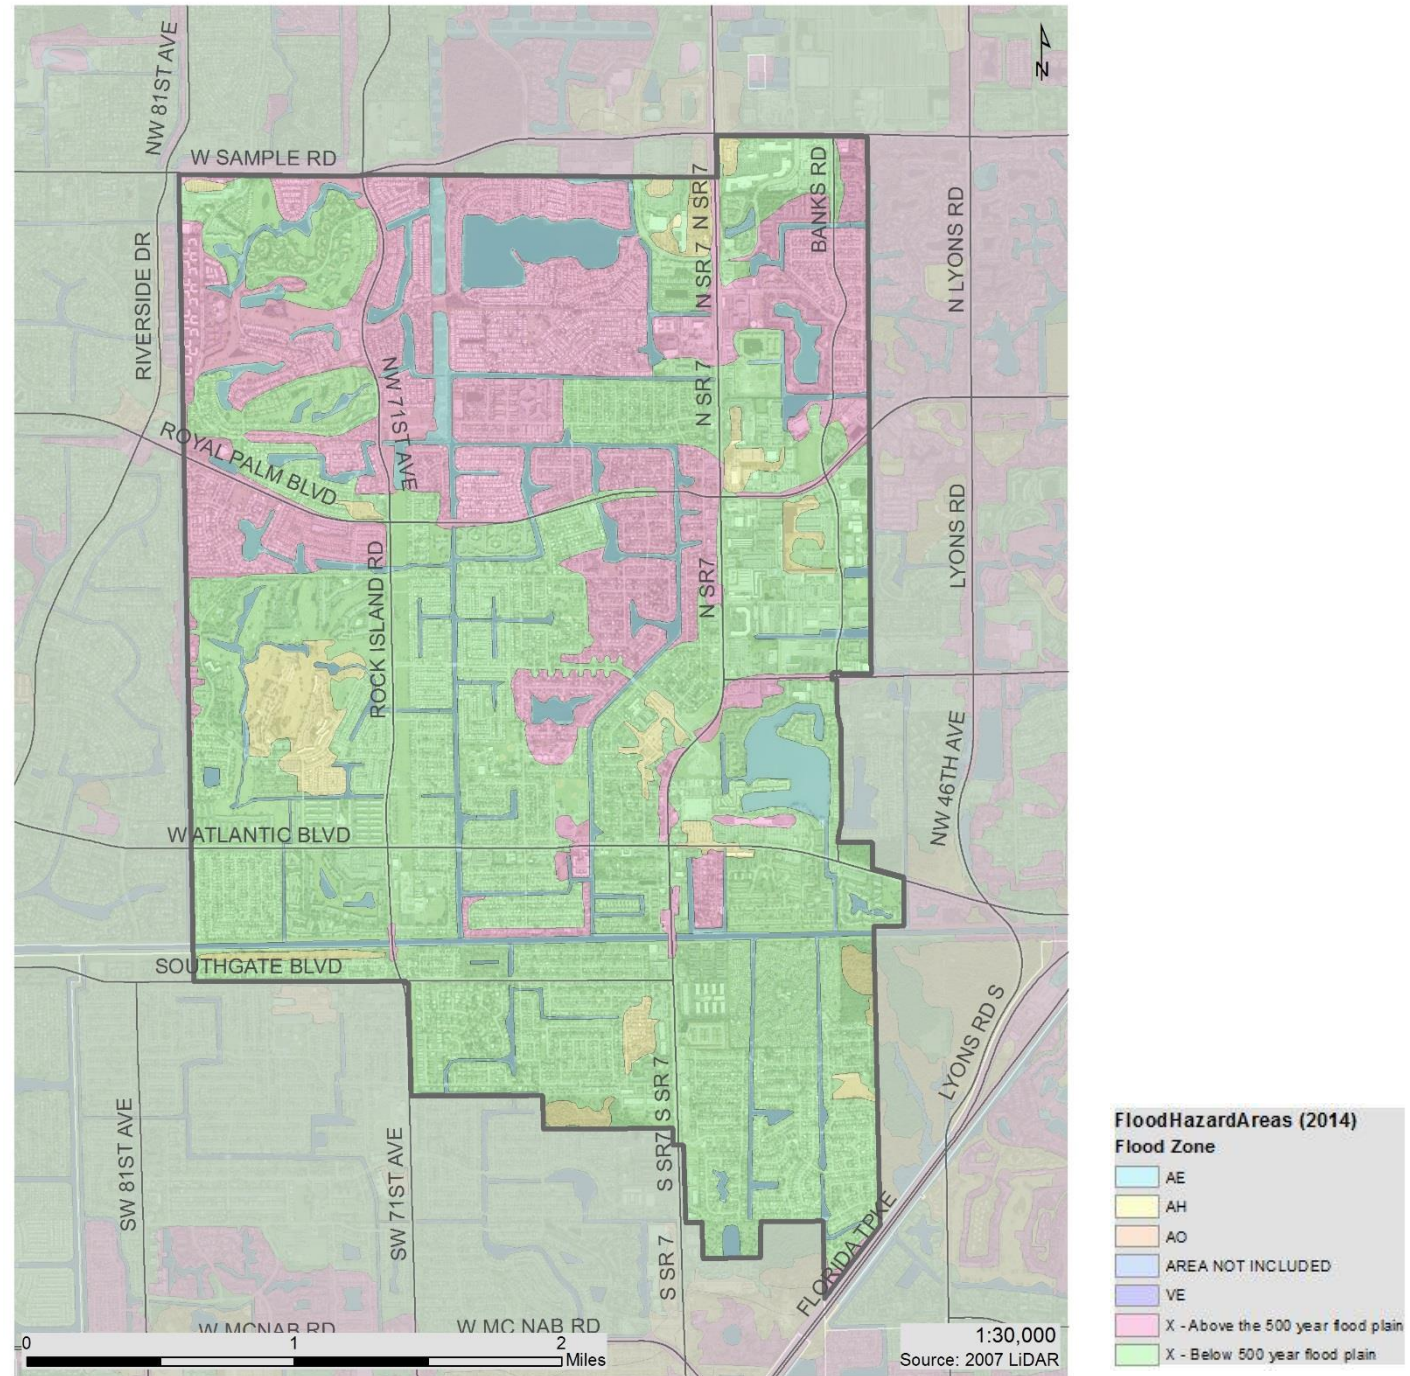 NW 81ST AVE
N
W SAMPLE RD
N SR 7
BANKS RD
N LYONS RD
RIVERSIDE DR
N SR 7
N SR 7
NW 71ST AVE
ROYAL PALM BLVD
LYONS RD
ROCK ISLAND RD
N SR7
NW 46TH AVE
W ATLANTIC BLVD
SOUTHGATE BLVD
LYONS RD S
S SR 7
SW 81ST AVE
SW 71ST AVE
S SR7
S SR 7
FLORIDA TPKE
W MCNAB RD
W MC NAB RD
0 1 2
Miles
1:30,000
Source: 2007 LiDAR
FloodHazardAreas (2014)
Flood Zone
AE
AH
AO
AREA NOT INCLUDED
VE
X - Above the 500 year flood plain
X - Below 500 year flood plain